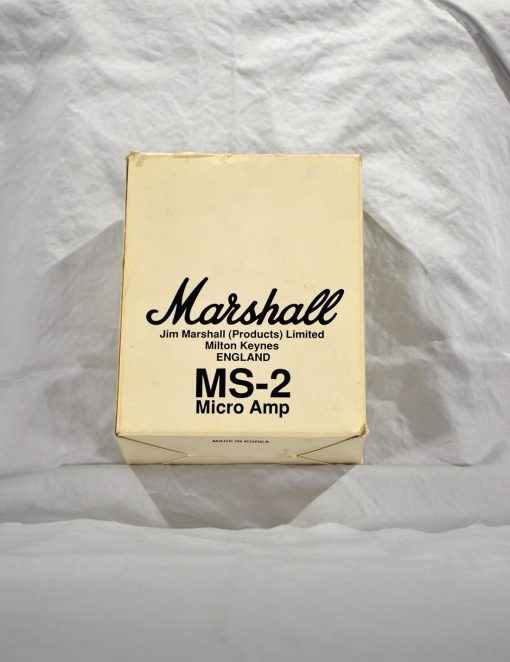 Marshall
Jim Marshall (Products) Limited
Milton Keynes
ENGLAND
MS-2
Micro Amp
MADE IN KOREA